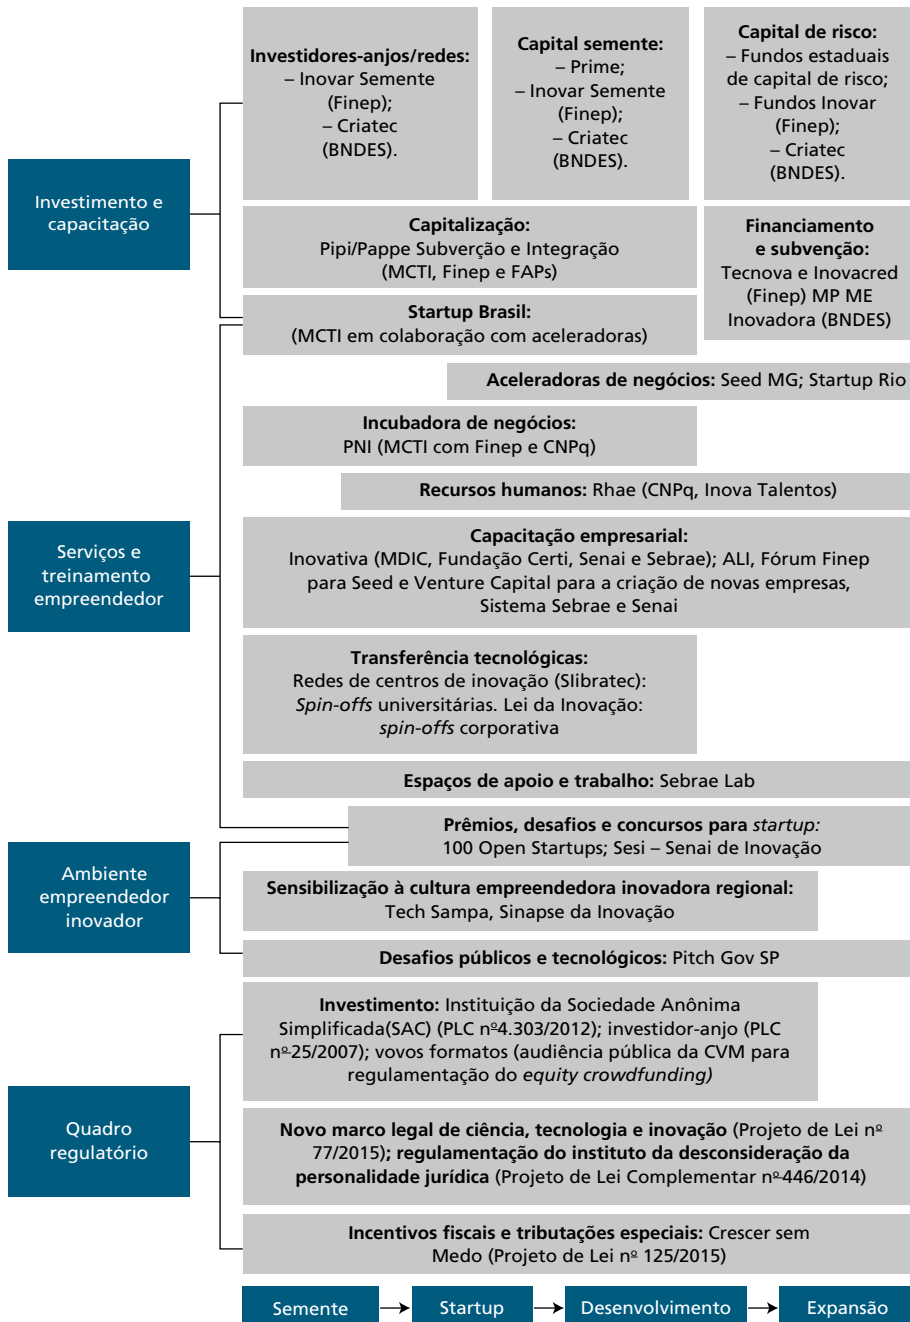 Investidores-anjos/redes:
– Inovar Semente
(Finep);
– Criatec
(BNDES).
Capital semente:
– Prime;
– Inovar Semente
(Finep);
– Criatec
(BNDES).
Capital de risco:
– Fundos estaduais
de capital de risco;
– Fundos Inovar
(Finep);
– Criatec
(BNDES).
Investimento e
capacitação
Capitalização:
Pipi/Pappe Subverção e Integração
(MCTI, Finep e FAPs)
Financiamento
e subvenção:
Tecnova e Inovacred
(Finep) MP ME
Inovadora (BNDES)
Startup Brasil:
(MCTI em colaboração com aceleradoras)
Aceleradoras de negócios: Seed MG; Startup Rio
Incubadora de negócios:
PNI (MCTI com Finep e CNPq)
Recursos humanos: Rhae (CNPq, Inova Talentos)
Serviços e
treinamento
empreendedor
Capacitação empresarial:
Inovativa (MDIC, Fundação Certi, Senai e Sebrae); ALI, Fórum Finep
para Seed e Venture Capital para a criação de novas empresas,
Sistema Sebrae e Senai
Transferência tecnológicas:
Redes de centros de inovação (SIibratec):
Spin-offs universitárias. Lei da Inovação:
spin-offs corporativa
Espaços de apoio e trabalho: Sebrae Lab
Prêmios, desafios e concursos para startup:
100 Open Startups; Sesi – Senai de Inovação
Ambiente
empreendedor
inovador
Sensibilização à cultura empreendedora inovadora regional:
Tech Sampa, Sinapse da Inovação
Desafios públicos e tecnológicos: Pitch Gov SP
Investimento: Instituição da Sociedade Anônima
Simplificada(SAC) (PLC nº4.303/2012); investidor-anjo (PLC
nº 25/2007); vovos formatos (audiência pública da CVM para
regulamentação do equity crowdfunding)
Quadro
regulatório
Novo marco legal de ciência, tecnologia e inovação (Projeto de Lei nº
77/2015); regulamentação do instituto da desconsideração da
personalidade jurídica (Projeto de Lei Complementar nº 446/2014)
Incentivos fiscais e tributações especiais: Crescer sem
Medo (Projeto de Lei nº 125/2015)
Semente
Startup
Desenvolvimento
Expansão